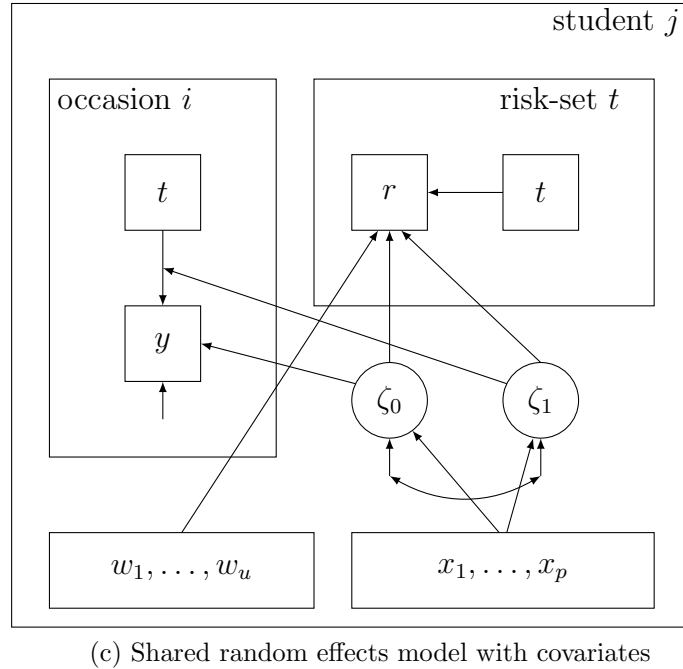 student j
occasion i
risk-set t
t
r
t
y
ζ₀
ζ₁
w₁, …, wᵤ
x₁, …, xₚ
(c) Shared random effects model with covariates